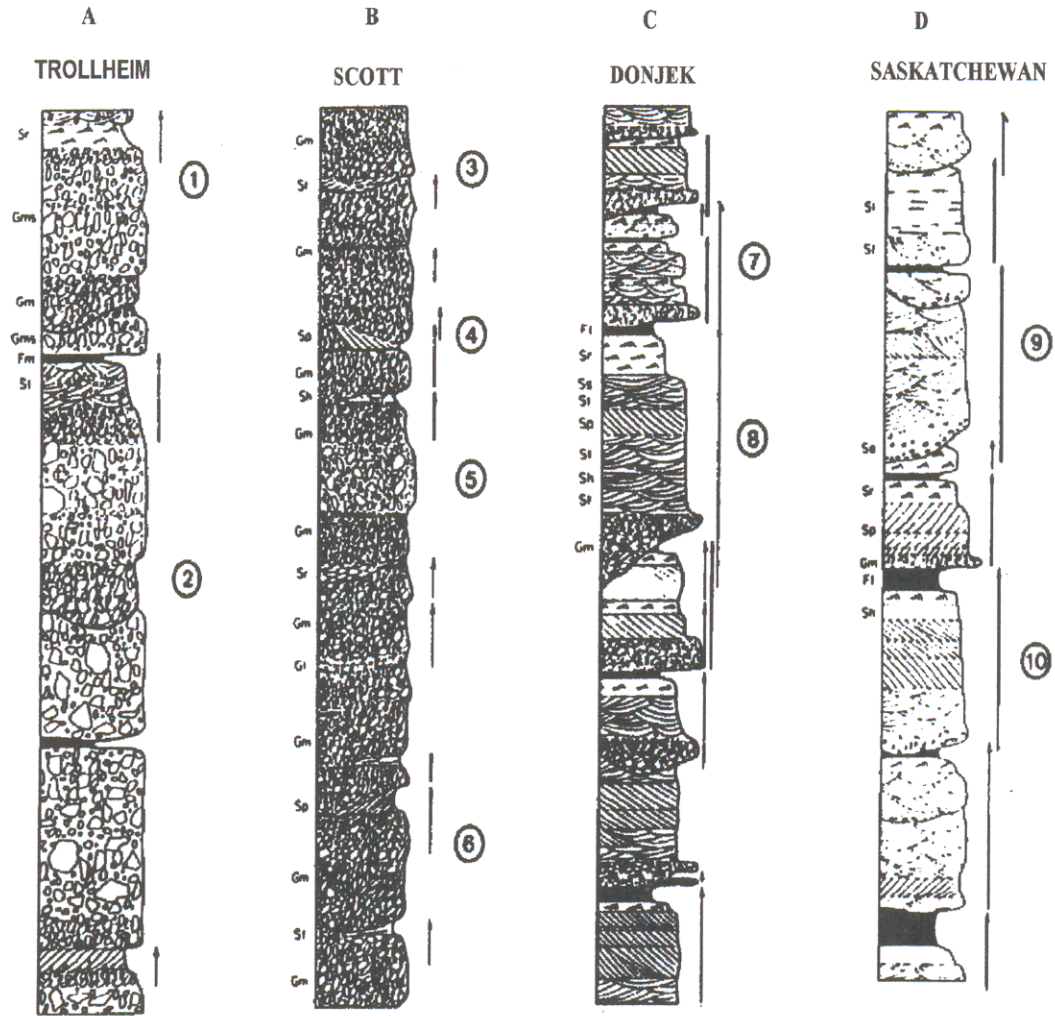 A
TROLLHEIM
Sr
Gms
Gm
Gms
Fm
St
1
2
B
SCOTT
Gm
St
Gm
Sp
Gm
Sh
Gm
Gm
Sr
Gm
Gt
Gm
Sp
Gm
St
Gm
3
4
5
6
C
DONJEK
Fl
Sr
Ss
St
Sp
St
Sh
St
Gm
7
8
D
SASKATCHEWAN
Sl
St
Ss
Sr
Sp
Gm
Fl
Sh
9
10